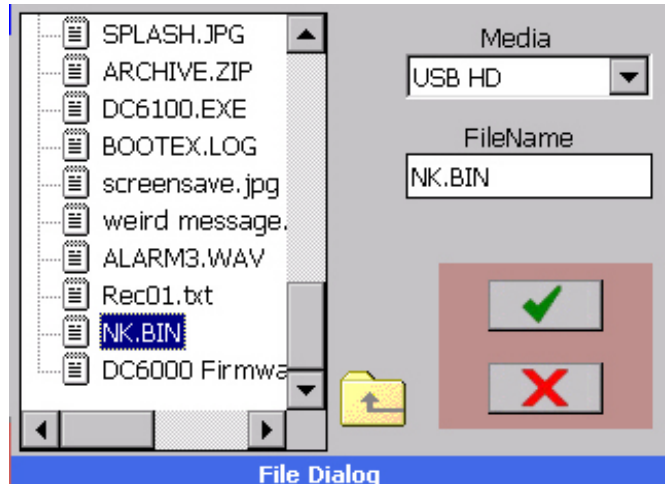 SPLASH.JPG
ARCHIVE.ZIP
DC6100.EXE
BOOTEX.LOG
screensave.jpg
weird message.
ALARM3.WAV
Rec01.txt
NK.BIN
DC6000 Firmwa
Media
USB HD
FileName
NK.BIN
File Dialog